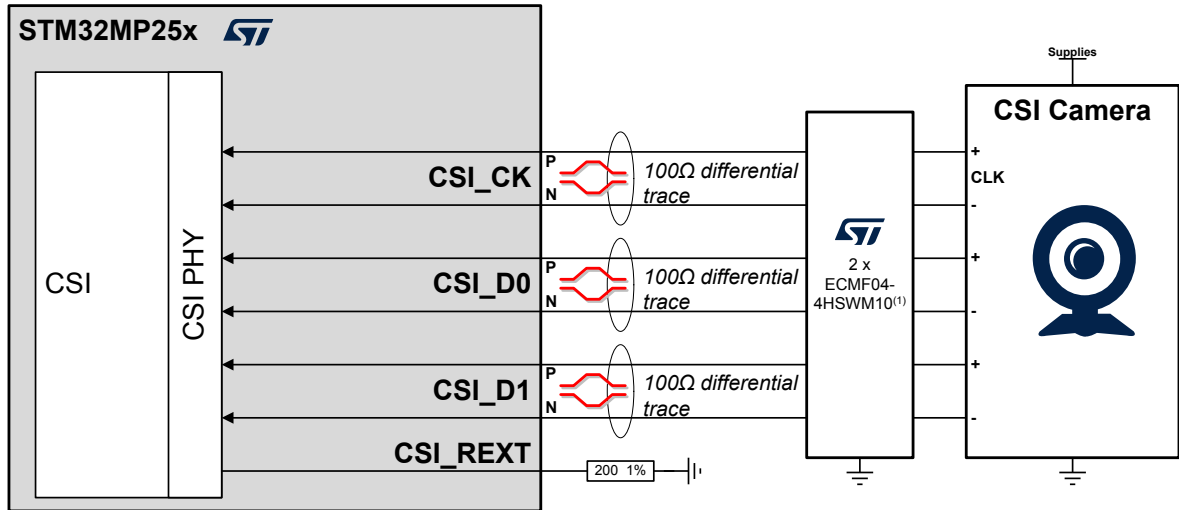 STM32MP25x
Supplies
CSI Camera
CSI
CSI PHY
CSI_CK
P
N
100Ω differential
trace
+
CLK
-
CSI_D0
P
N
100Ω differential
trace
ST
2 x
ECMF04-
4HSWM10(1)
+
-
CSI_D1
P
N
100Ω differential
trace
+
-
CSI_REXT
200 1%